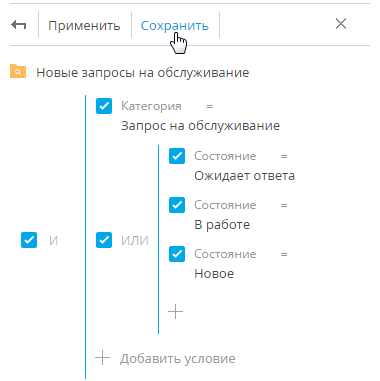 Применить Сохранить
Новые запросы на обслуживание
Категория =
Запрос на обслуживание
Состояние =
Ожидает ответа
Состояние =
В работе
И ИЛИ
Состояние =
Новое
Добавить условие